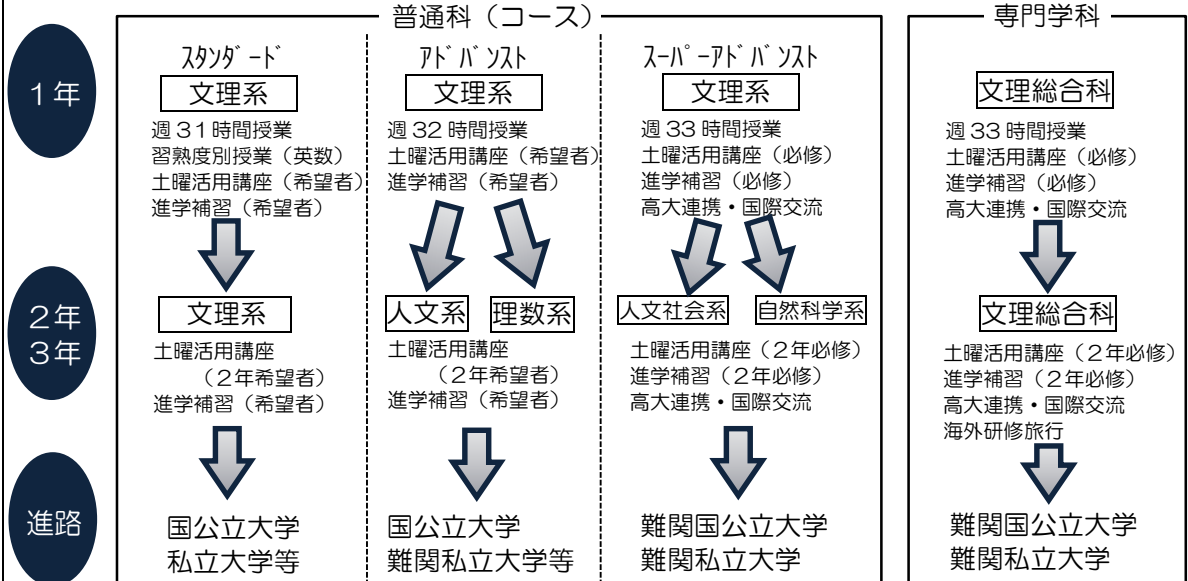 普通科（コース）
専門学科
1年
ｽﾀﾝﾀﾞｰﾄﾞ
文理系
週31時間授業
習熟度別授業（英数）
土曜活用講座（希望者）
進学補習（希望者）
ｱﾄﾞﾊﾞﾝｽﾄ
文理系
週32時間授業
土曜活用講座（希望者）
進学補習（希望者）
ｽｰﾊﾟｰｱﾄﾞﾊﾞﾝｽﾄ
文理系
週33時間授業
土曜活用講座（必修）
進学補習（必修）
高大連携・国際交流
文理総合科
週33時間授業
土曜活用講座（必修）
進学補習（必修）
高大連携・国際交流
2年
3年
文理系
土曜活用講座
（2年希望者）
進学補習（希望者）
人文系 理数系
土曜活用講座
（2年希望者）
進学補習（希望者）
人文社会系 自然科学系
土曜活用講座（2年必修）
進学補習（2年必修）
高大連携・国際交流
文理総合科
土曜活用講座（2年必修）
進学補習（2年必修）
高大連携・国際交流
海外研修旅行
進路
国公立大学
私立大学等
国公立大学
難関私立大学等
難関国公立大学
難関私立大学
難関国公立大学
難関私立大学